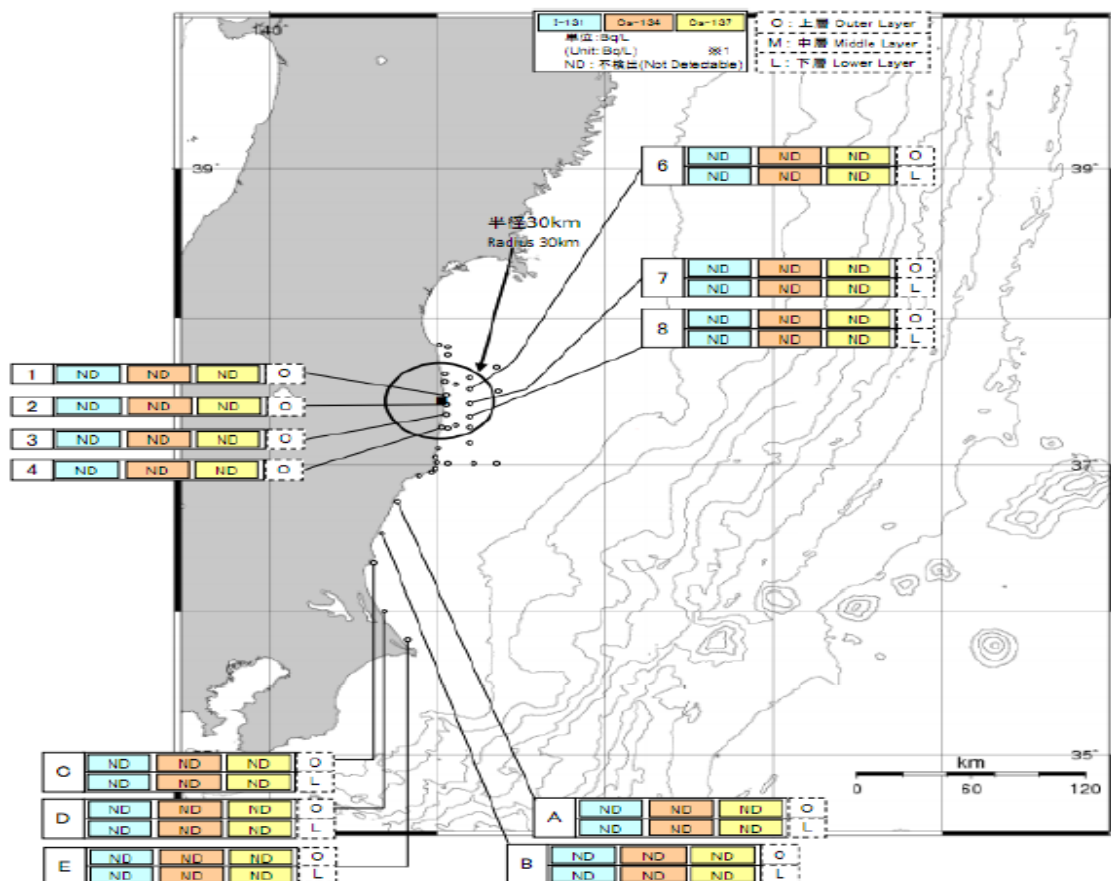 I-131 Cs-134 Cs-137
単位:Bq/L
(Unit: Bq/L) ※1
ND : 不検出(Not Detectable)
O : 上層 Outer Layer
M : 中層 Middle Layer
L : 下層 Lower Layer
140°
39°
39°
6 ND ND ND O
ND ND ND L
半径30km
Radius 30km
7 ND ND ND O
ND ND ND L
8 ND ND ND O
ND ND ND L
1 ND ND ND O
2 ND ND ND O
3 ND ND ND O
4 ND ND ND O
37°
37°
35°
km
0 60 120
C ND ND ND O
ND ND ND L
D ND ND ND O
ND ND ND L
E ND ND ND O
ND ND ND L
A ND ND ND O
ND ND ND L
B ND ND ND O
ND ND ND L